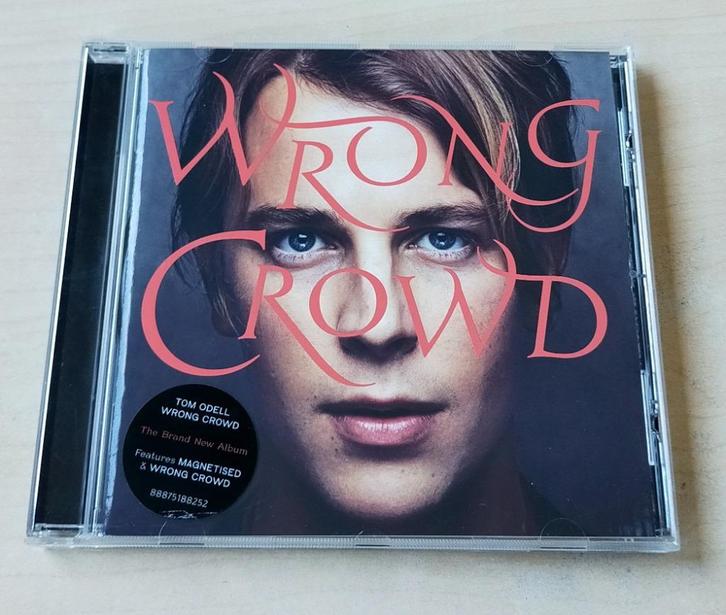 WRONG
CROWD
TOM ODELL
WRONG CROWD
The Brand New Album
Features MAGNETISED
& WRONG CROWD
88875188252